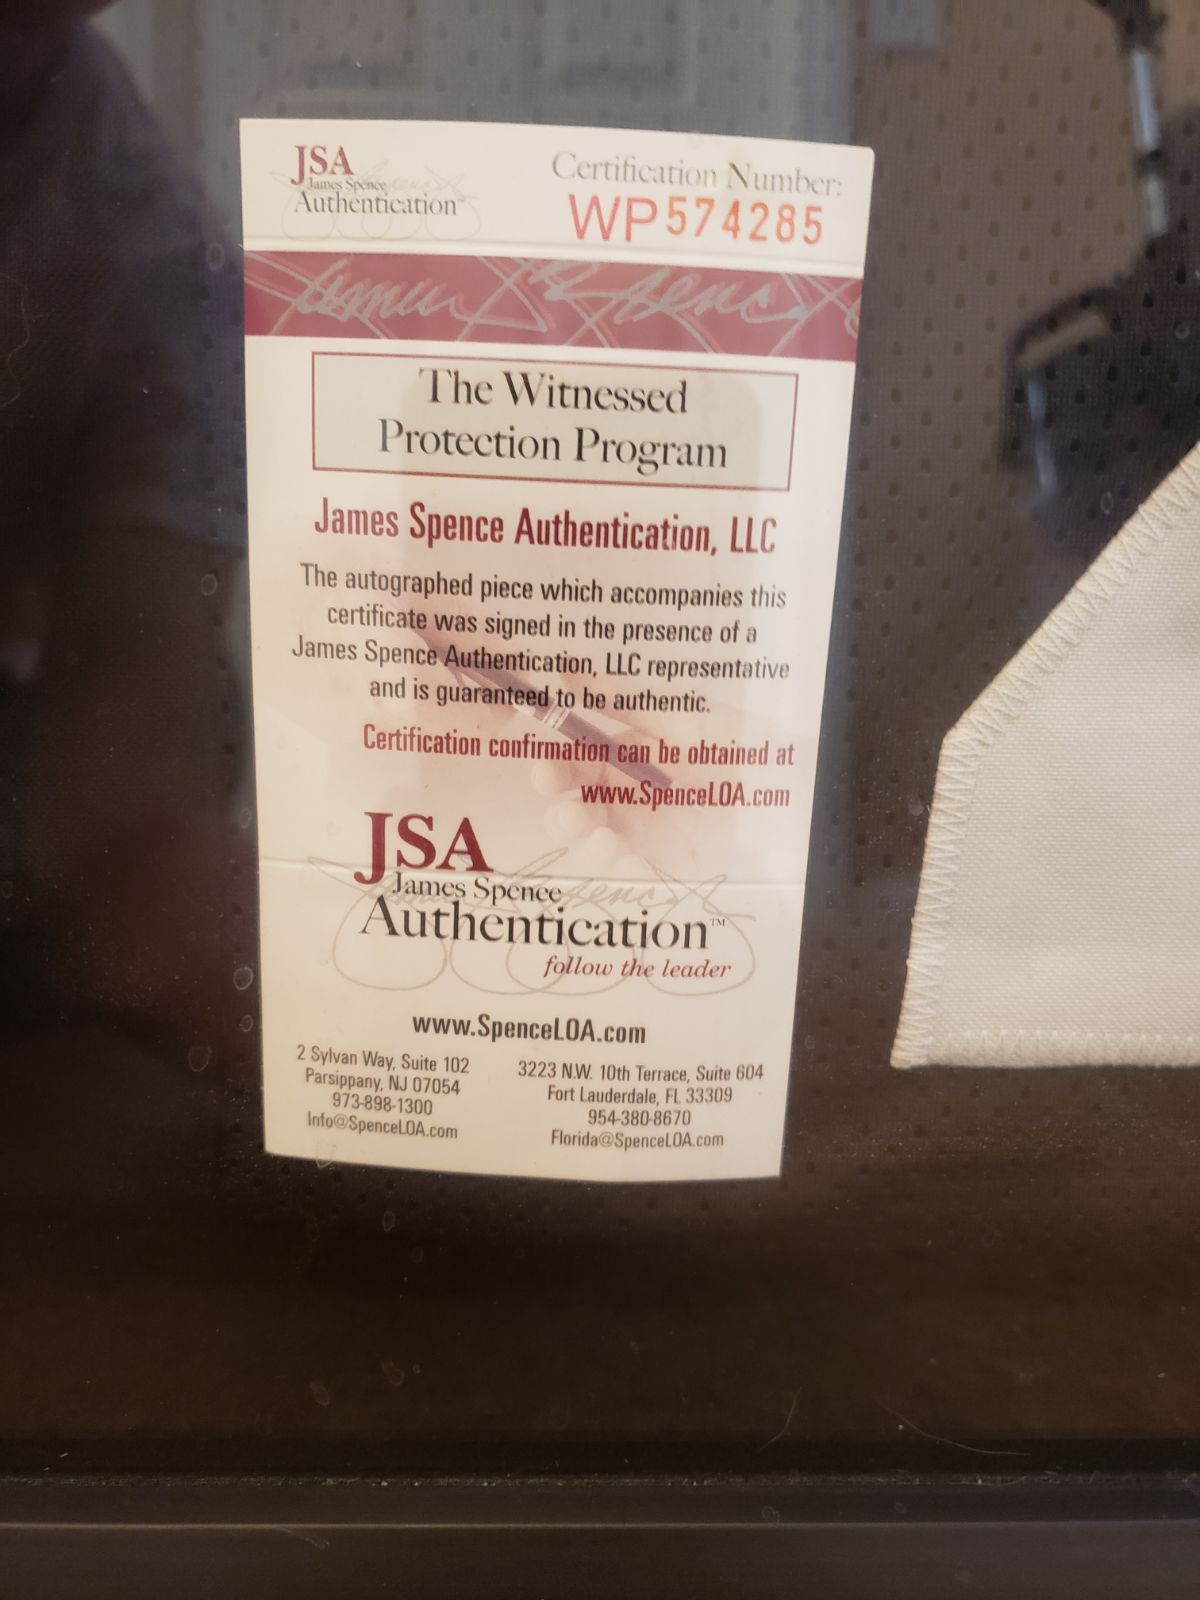 JSA
James Spence
Authentication
Certification Number:
WP574285
James Spence
The Witnessed
Protection Program
James Spence Authentication, LLC
The autographed piece which accompanies this
certificate was signed in the presence of a
James Spence Authentication, LLC representative
and is guaranteed to be authentic.
Certification confirmation can be obtained at
www.SpenceLOA.com
JSA
James Spence
Authentication™
follow the leader
www.SpenceLOA.com
2 Sylvan Way, Suite 102
Parsippany, NJ 07054
973-898-1300
Info@SpenceLOA.com
3223 N.W. 10th Terrace, Suite 604
Fort Lauderdale, FL 33309
954-380-8670
Florida@SpenceLOA.com